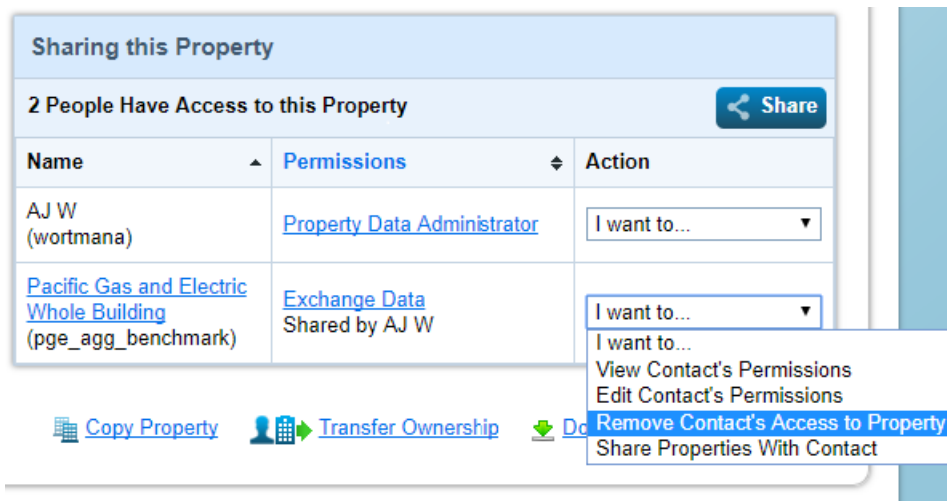 Sharing this Property
2 People Have Access to this Property
Share
Name
Permissions
Action
AJ W
(wortmana)
Property Data Administrator
I want to...
Pacific Gas and Electric
Whole Building
(pge_agg_benchmark)
Exchange Data
Shared by AJ W
I want to...
I want to...
View Contact's Permissions
Edit Contact's Permissions
Remove Contact's Access to Property
Share Properties With Contact
Copy Property
Transfer Ownership